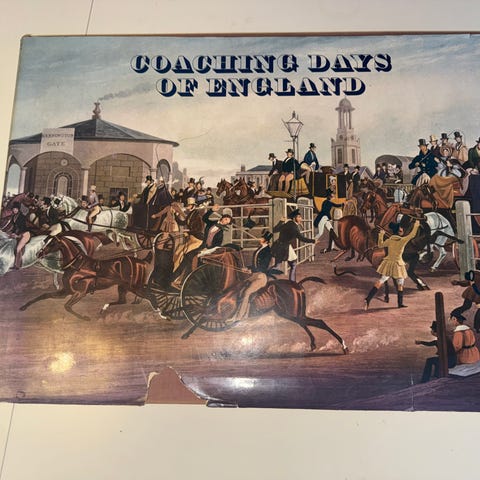 COACHING DAYS
OF ENGLAND
KENNINGTON
GATE